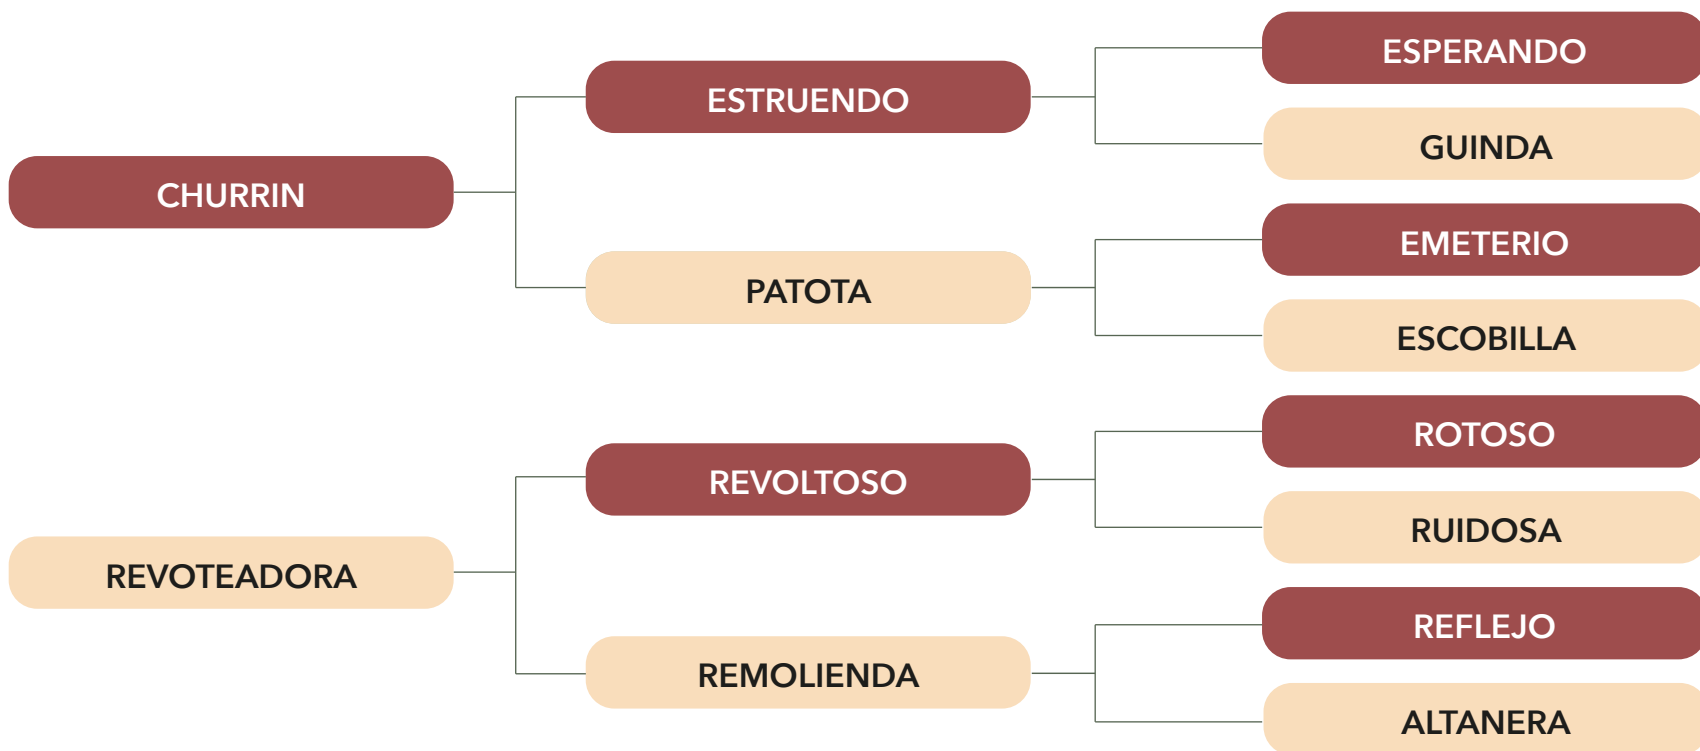 CHURRIN
ESTRUENDO
ESPERANDO
GUINDA
PATOTA
EMETERIO
ESCOBILLA
REVOTEADORA
REVOLTOSO
ROTOSO
RUIDOSA
REMOLIENDA
REFLEJO
ALTANERA